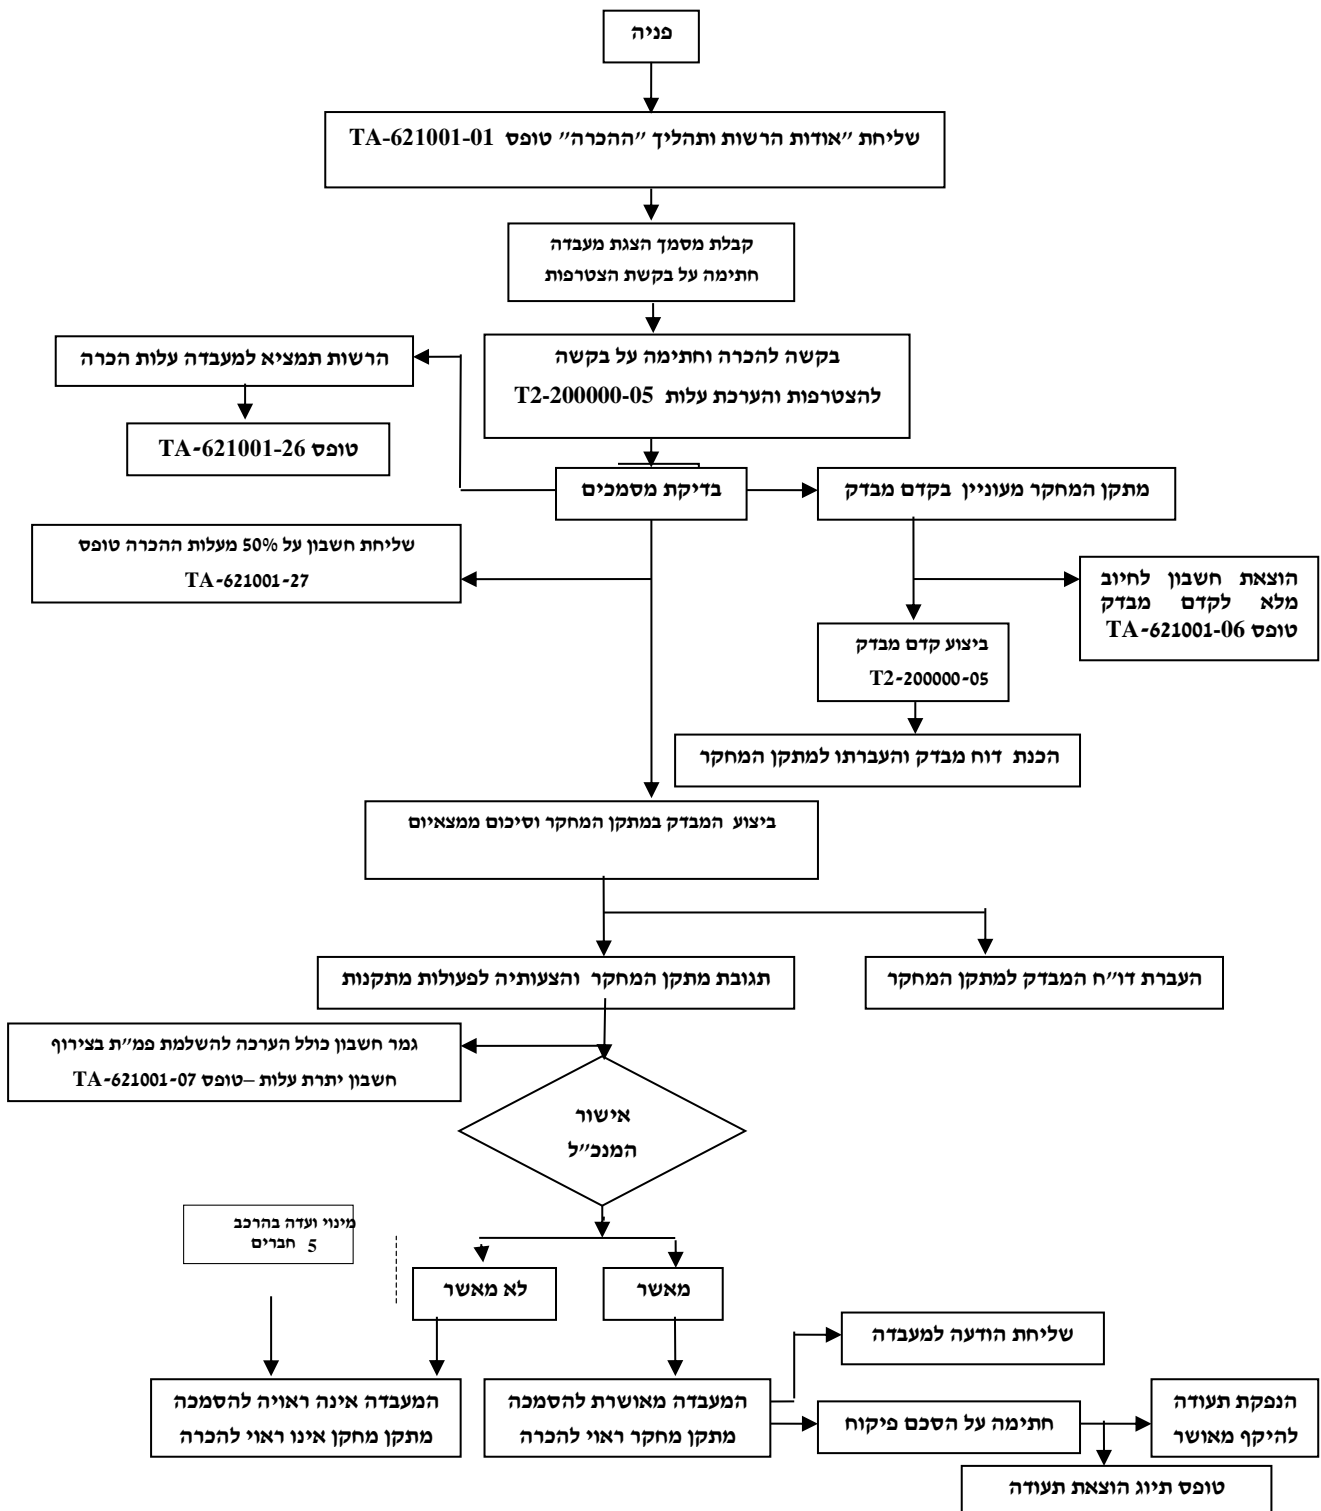 פניה
שליחת "אודות הרשות ותהליך "ההכרה" טופס TA-621001-01
קבלת מסמך הצגת מעבדה
חתימה על בקשת הצטרפות
בקשה להכרה וחתימה על בקשה
להצטרפות והערכת עלות T2-200000-05
הרשות תמציא למעבדה עלות הכרה
טופס TA-621001-26
בדיקת מסמכים
מתקן המחקר מעוניין בקדם מבדק
שליחת חשבון על 50% מעלות ההכרה טופס
TA-621001-27
הוצאת חשבון לחיוב
מלא לקדם מבדק
טופס TA-621001-06
ביצוע קדם מבדק
T2-200000-05
הכנת דוח מבדק והעברתו למתקן המחקר
ביצוע המבדק במתקן המחקר וסיכום ממצאיום
תגובת מתקן המחקר והצעותיה לפעולות מתקנות
העברת דו"ח המבדק למתקן המחקר
גמר חשבון כולל הערכה להשלמת פמ"ת בצירוף
חשבון יתרת עלות –טופס TA-621001-07
אישור
המנכ"ל
מינוי ועדה בהרכב
5 חברים
לא מאשר
מאשר
שליחת הודעה למעבדה
המעבדה אינה ראויה להסמכה
מתקן מחקן אינו ראוי להכרה
המעבדה מאושרת להסמכה
מתקן מחקר ראוי להכרה
חתימה על הסכם פיקוח
הנפקת תעודה
להיקף מאושר
טופס תיוג הוצאת תעודה